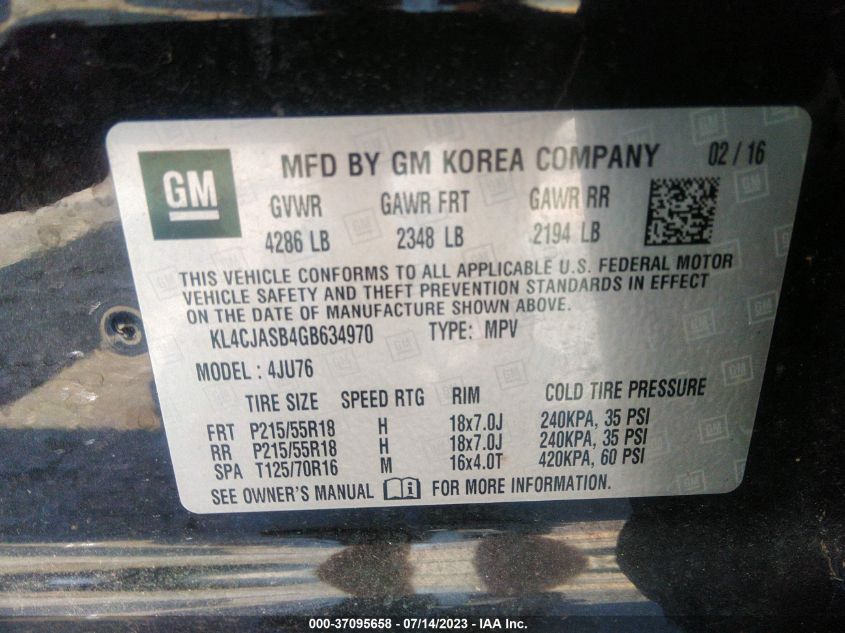 GM
MFD BY GM KOREA COMPANY 02 / 16
GVWR GAWR FRT GAWR RR
4286 LB 2348 LB 2194 LB
THIS VEHICLE CONFORMS TO ALL APPLICABLE U.S. FEDERAL MOTOR
VEHICLE SAFETY AND THEFT PREVENTION STANDARDS IN EFFECT
ON THE DATE OF MANUFACTURE SHOWN ABOVE.
KL4CJASB4GB634970 TYPE: MPV
MODEL : 4JU76
TIRE SIZE SPEED RTG RIM COLD TIRE PRESSURE
FRT P215/55R18 H 18x7.0J 240KPA, 35 PSI
RR P215/55R18 H 18x7.0J 240KPA, 35 PSI
SPA T125/70R16 M 16x4.0T 420KPA, 60 PSI
SEE OWNER'S MANUAL i FOR MORE INFORMATION.
000-37095658 - 07/14/2023 - IAA Inc.